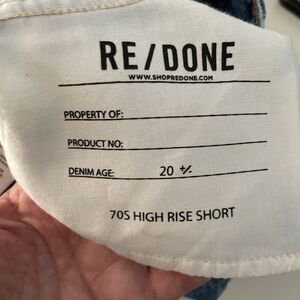 RE/DONE
WWW.SHOPREDONE.COM
PROPERTY OF:
PRODUCT NO:
DENIM AGE: 20 +/-
70S HIGH RISE SHORT